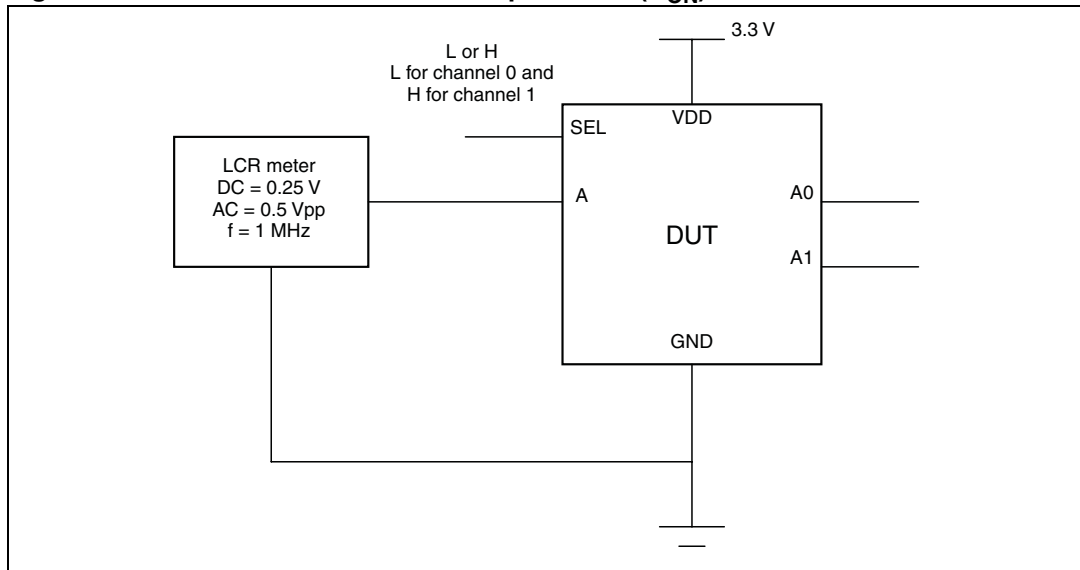 3.3 V
L or H
L for channel 0 and
H for channel 1
SEL
VDD
LCR meter
DC = 0.25 V
AC = 0.5 Vpp
f = 1 MHz
A
A0
DUT
A1
GND